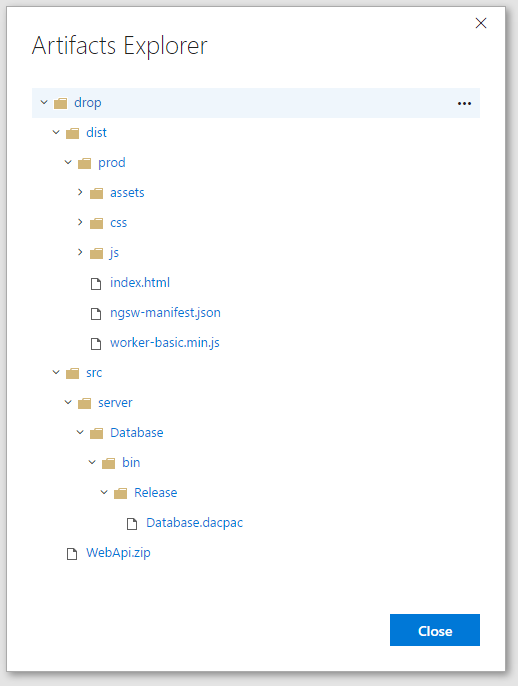 Artifacts Explorer
drop
dist
prod
assets
css
js
index.html
ngsw-manifest.json
worker-basic.min.js
src
server
Database
bin
Release
Database.dacpac
WebApi.zip
Close